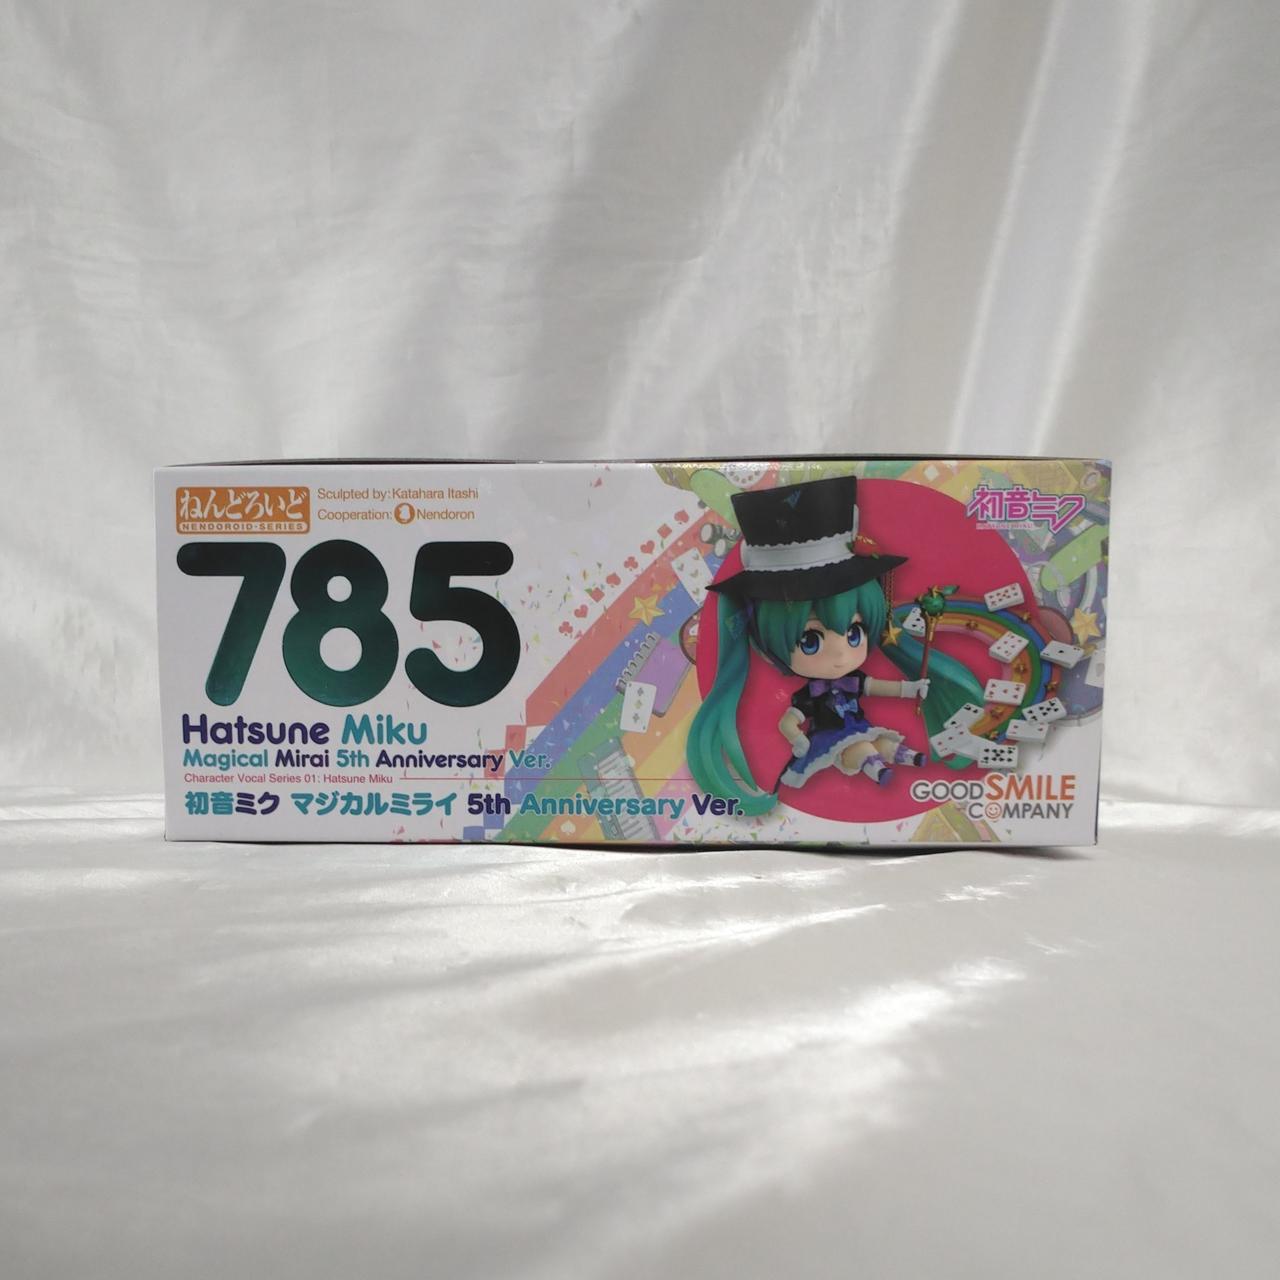 ねんどろいど
NENDOROID-SERIES
Sculpted by: Katahara Itashi
Cooperation: Nendoron
785
Hatsune Miku
Magical Mirai 5th Anniversary Ver.
Character Vocal Series 01: Hatsune Miku
初音ミク マジカルミライ 5th Anniversary Ver.
初音ミク
HATSUNE MIKU
GOOD SMILE
COMPANY